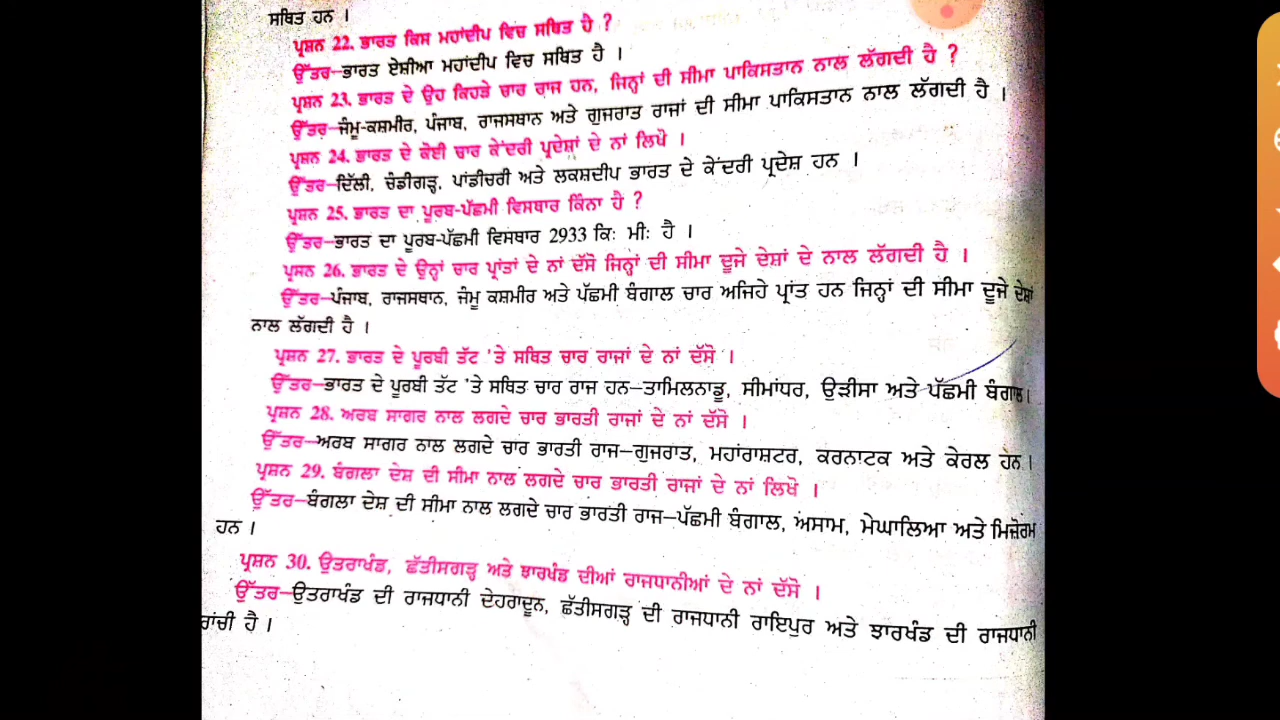 ਸਥਿਤ ਹਨ ।
ਪ੍ਰਸ਼ਨ 22. ਭਾਰਤ ਕਿਸ ਮਹਾਂਦੀਪ ਵਿਚ ਸਥਿਤ ਹੈ ?
ਉੱਤਰ—ਭਾਰਤ ਏਸ਼ੀਆ ਮਹਾਂਦੀਪ ਵਿਚ ਸਥਿਤ ਹੈ ।
ਪ੍ਰਸ਼ਨ 23. ਭਾਰਤ ਦੇ ਉਹ ਕਿਹੜੇ ਚਾਰ ਰਾਜ ਹਨ, ਜਿਨ੍ਹਾਂ ਦੀ ਸੀਮਾ ਪਾਕਿਸਤਾਨ ਨਾਲ ਲੱਗਦੀ ਹੈ ?
ਉੱਤਰ—ਜੰਮੂ-ਕਸ਼ਮੀਰ, ਪੰਜਾਬ, ਰਾਜਸਥਾਨ ਅਤੇ ਗੁਜਰਾਤ ਰਾਜਾਂ ਦੀ ਸੀਮਾ ਪਾਕਿਸਤਾਨ ਨਾਲ ਲੱਗਦੀ ਹੈ ।
ਪ੍ਰਸ਼ਨ 24. ਭਾਰਤ ਦੇ ਕੋਈ ਚਾਰ ਕੇਂਦਰੀ ਪ੍ਰਦੇਸ਼ਾਂ ਦੇ ਨਾਂ ਲਿਖੋ ।
ਉੱਤਰ—ਦਿੱਲੀ, ਚੰਡੀਗੜ੍ਹ, ਪਾਂਡੀਚਰੀ ਅਤੇ ਲਕਸ਼ਦੀਪ ਭਾਰਤ ਦੇ ਕੇਂਦਰੀ ਪ੍ਰਦੇਸ਼ ਹਨ ।
ਪ੍ਰਸ਼ਨ 25. ਭਾਰਤ ਦਾ ਪੂਰਬ-ਪੱਛਮੀ ਵਿਸਥਾਰ ਕਿੰਨਾ ਹੈ ?
ਉੱਤਰ—ਭਾਰਤ ਦਾ ਪੂਰਬ-ਪੱਛਮੀ ਵਿਸਥਾਰ 2933 ਕਿ: ਮੀ: ਹੈ ।
ਪ੍ਰਸ਼ਨ 26. ਭਾਰਤ ਦੇ ਉਨ੍ਹਾਂ ਚਾਰ ਪ੍ਰਾਂਤਾਂ ਦੇ ਨਾਂ ਦੱਸੋ ਜਿਨ੍ਹਾਂ ਦੀ ਸੀਮਾ ਦੂਜੇ ਦੇਸ਼ਾਂ ਦੇ ਨਾਲ ਲੱਗਦੀ ਹੈ ।
ਉੱਤਰ—ਪੰਜਾਬ, ਰਾਜਸਥਾਨ, ਜੰਮੂ ਕਸ਼ਮੀਰ ਅਤੇ ਪੱਛਮੀ ਬੰਗਾਲ ਚਾਰ ਅਜਿਹੇ ਪ੍ਰਾਂਤ ਹਨ ਜਿਨ੍ਹਾਂ ਦੀ ਸੀਮਾ ਦੂਜੇ ਦੇਸ਼ਾਂ
ਨਾਲ ਲੱਗਦੀ ਹੈ ।
ਪ੍ਰਸ਼ਨ 27. ਭਾਰਤ ਦੇ ਪੂਰਬੀ ਤੱਟ 'ਤੇ ਸਥਿਤ ਚਾਰ ਰਾਜਾਂ ਦੇ ਨਾਂ ਦੱਸੋ ।
ਉੱਤਰ—ਭਾਰਤ ਦੇ ਪੂਰਬੀ ਤੱਟ 'ਤੇ ਸਥਿਤ ਚਾਰ ਰਾਜ ਹਨ—ਤਾਮਿਲਨਾਡੂ, ਸੀਮਾਂਧਰ, ਉੜੀਸਾ ਅਤੇ ਪੱਛਮੀ ਬੰਗਾਲ।
ਪ੍ਰਸ਼ਨ 28. ਅਰਬ ਸਾਗਰ ਨਾਲ ਲਗਦੇ ਚਾਰ ਭਾਰਤੀ ਰਾਜਾਂ ਦੇ ਨਾਂ ਦੱਸੋ ।
ਉੱਤਰ—ਅਰਬ ਸਾਗਰ ਨਾਲ ਲਗਦੇ ਚਾਰ ਭਾਰਤੀ ਰਾਜ—ਗੁਜਰਾਤ, ਮਹਾਂਰਾਸ਼ਟਰ, ਕਰਨਾਟਕ ਅਤੇ ਕੇਰਲ ਹਨ।
ਪ੍ਰਸ਼ਨ 29. ਬੰਗਲਾ ਦੇਸ਼ ਦੀ ਸੀਮਾ ਨਾਲ ਲਗਦੇ ਚਾਰ ਭਾਰਤੀ ਰਾਜਾਂ ਦੇ ਨਾਂ ਲਿਖੋ ।
ਉੱਤਰ—ਬੰਗਲਾ ਦੇਸ਼ ਦੀ ਸੀਮਾ ਨਾਲ ਲਗਦੇ ਚਾਰ ਭਾਰਤੀ ਰਾਜ—ਪੱਛਮੀ ਬੰਗਾਲ, ਅਸਾਮ, ਮੇਘਾਲਿਆ ਅਤੇ ਮਿਜ਼ੋਰਮ
ਹਨ ।
ਪ੍ਰਸ਼ਨ 30. ਉਤਰਾਖੰਡ, ਛੱਤੀਸਗੜ੍ਹ ਅਤੇ ਝਾਰਖੰਡ ਦੀਆਂ ਰਾਜਧਾਨੀਆਂ ਦੇ ਨਾਂ ਦੱਸੋ ।
ਉੱਤਰ—ਉਤਰਾਖੰਡ ਦੀ ਰਾਜਧਾਨੀ ਦੇਹਰਾਦੂਨ, ਛੱਤੀਸਗੜ੍ਹ ਦੀ ਰਾਜਧਾਨੀ ਰਾਇਪੁਰ ਅਤੇ ਝਾਰਖੰਡ ਦੀ ਰਾਜਧਾਨੀ
ਰਾਂਚੀ ਹੈ ।